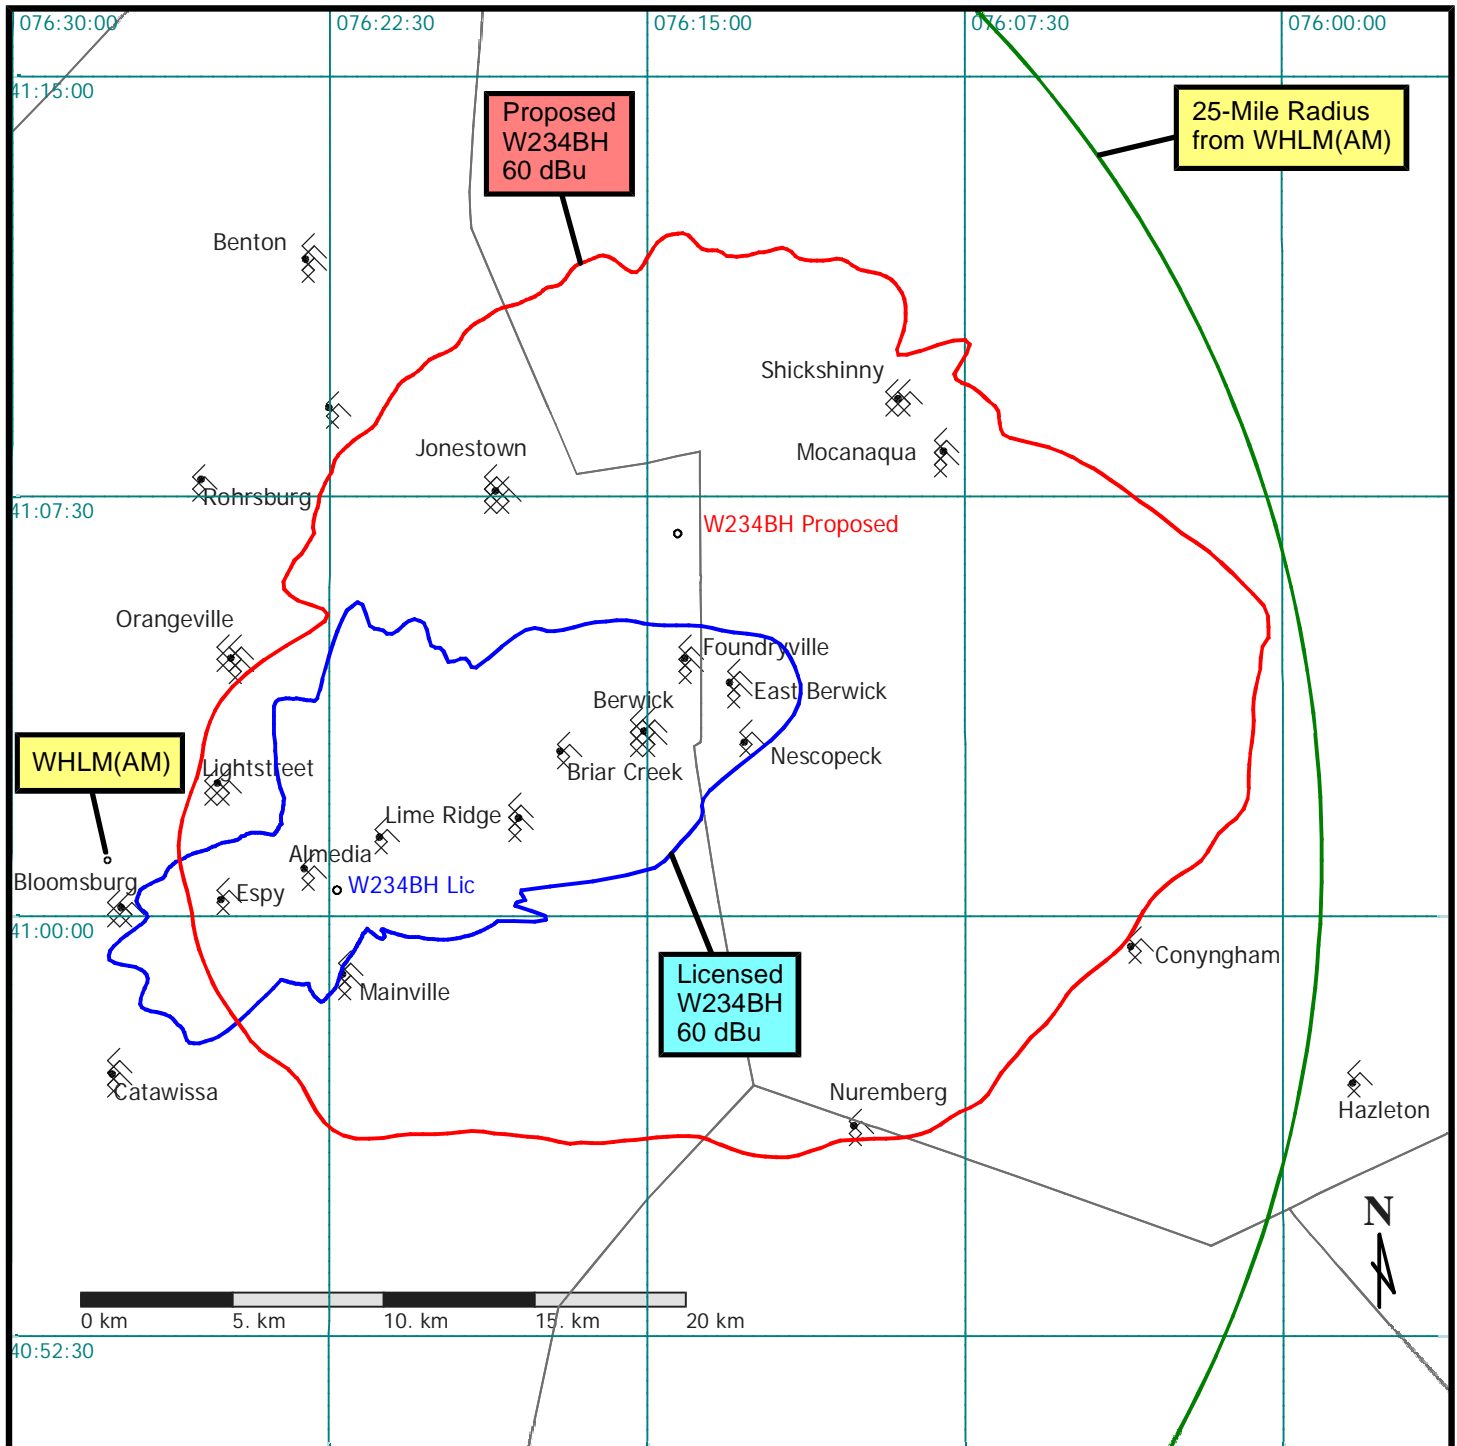 076:30:00
076:22:30
076:15:00
076:07:30
076:00:00
41:15:00
Proposed
W234BH
60 dBu
25-Mile Radius
from WHLM(AM)
Benton
Shickshinny
Jonestown
Mocanaqua
Rohrsburg
41:07:30
W234BH Proposed
Orangeville
Foundryville
East Berwick
Berwick
WHLM(AM)
Lightstreet
Nescopeck
Briar Creek
Lime Ridge
Almedia
Bloomsburg
Espy
W234BH Lic
41:00:00
Conyngham
Licensed
W234BH
60 dBu
Mainville
Catawissa
Nuremberg
Hazleton
N
0 km
5. km
10. km
15. km
20 km
40:52:30